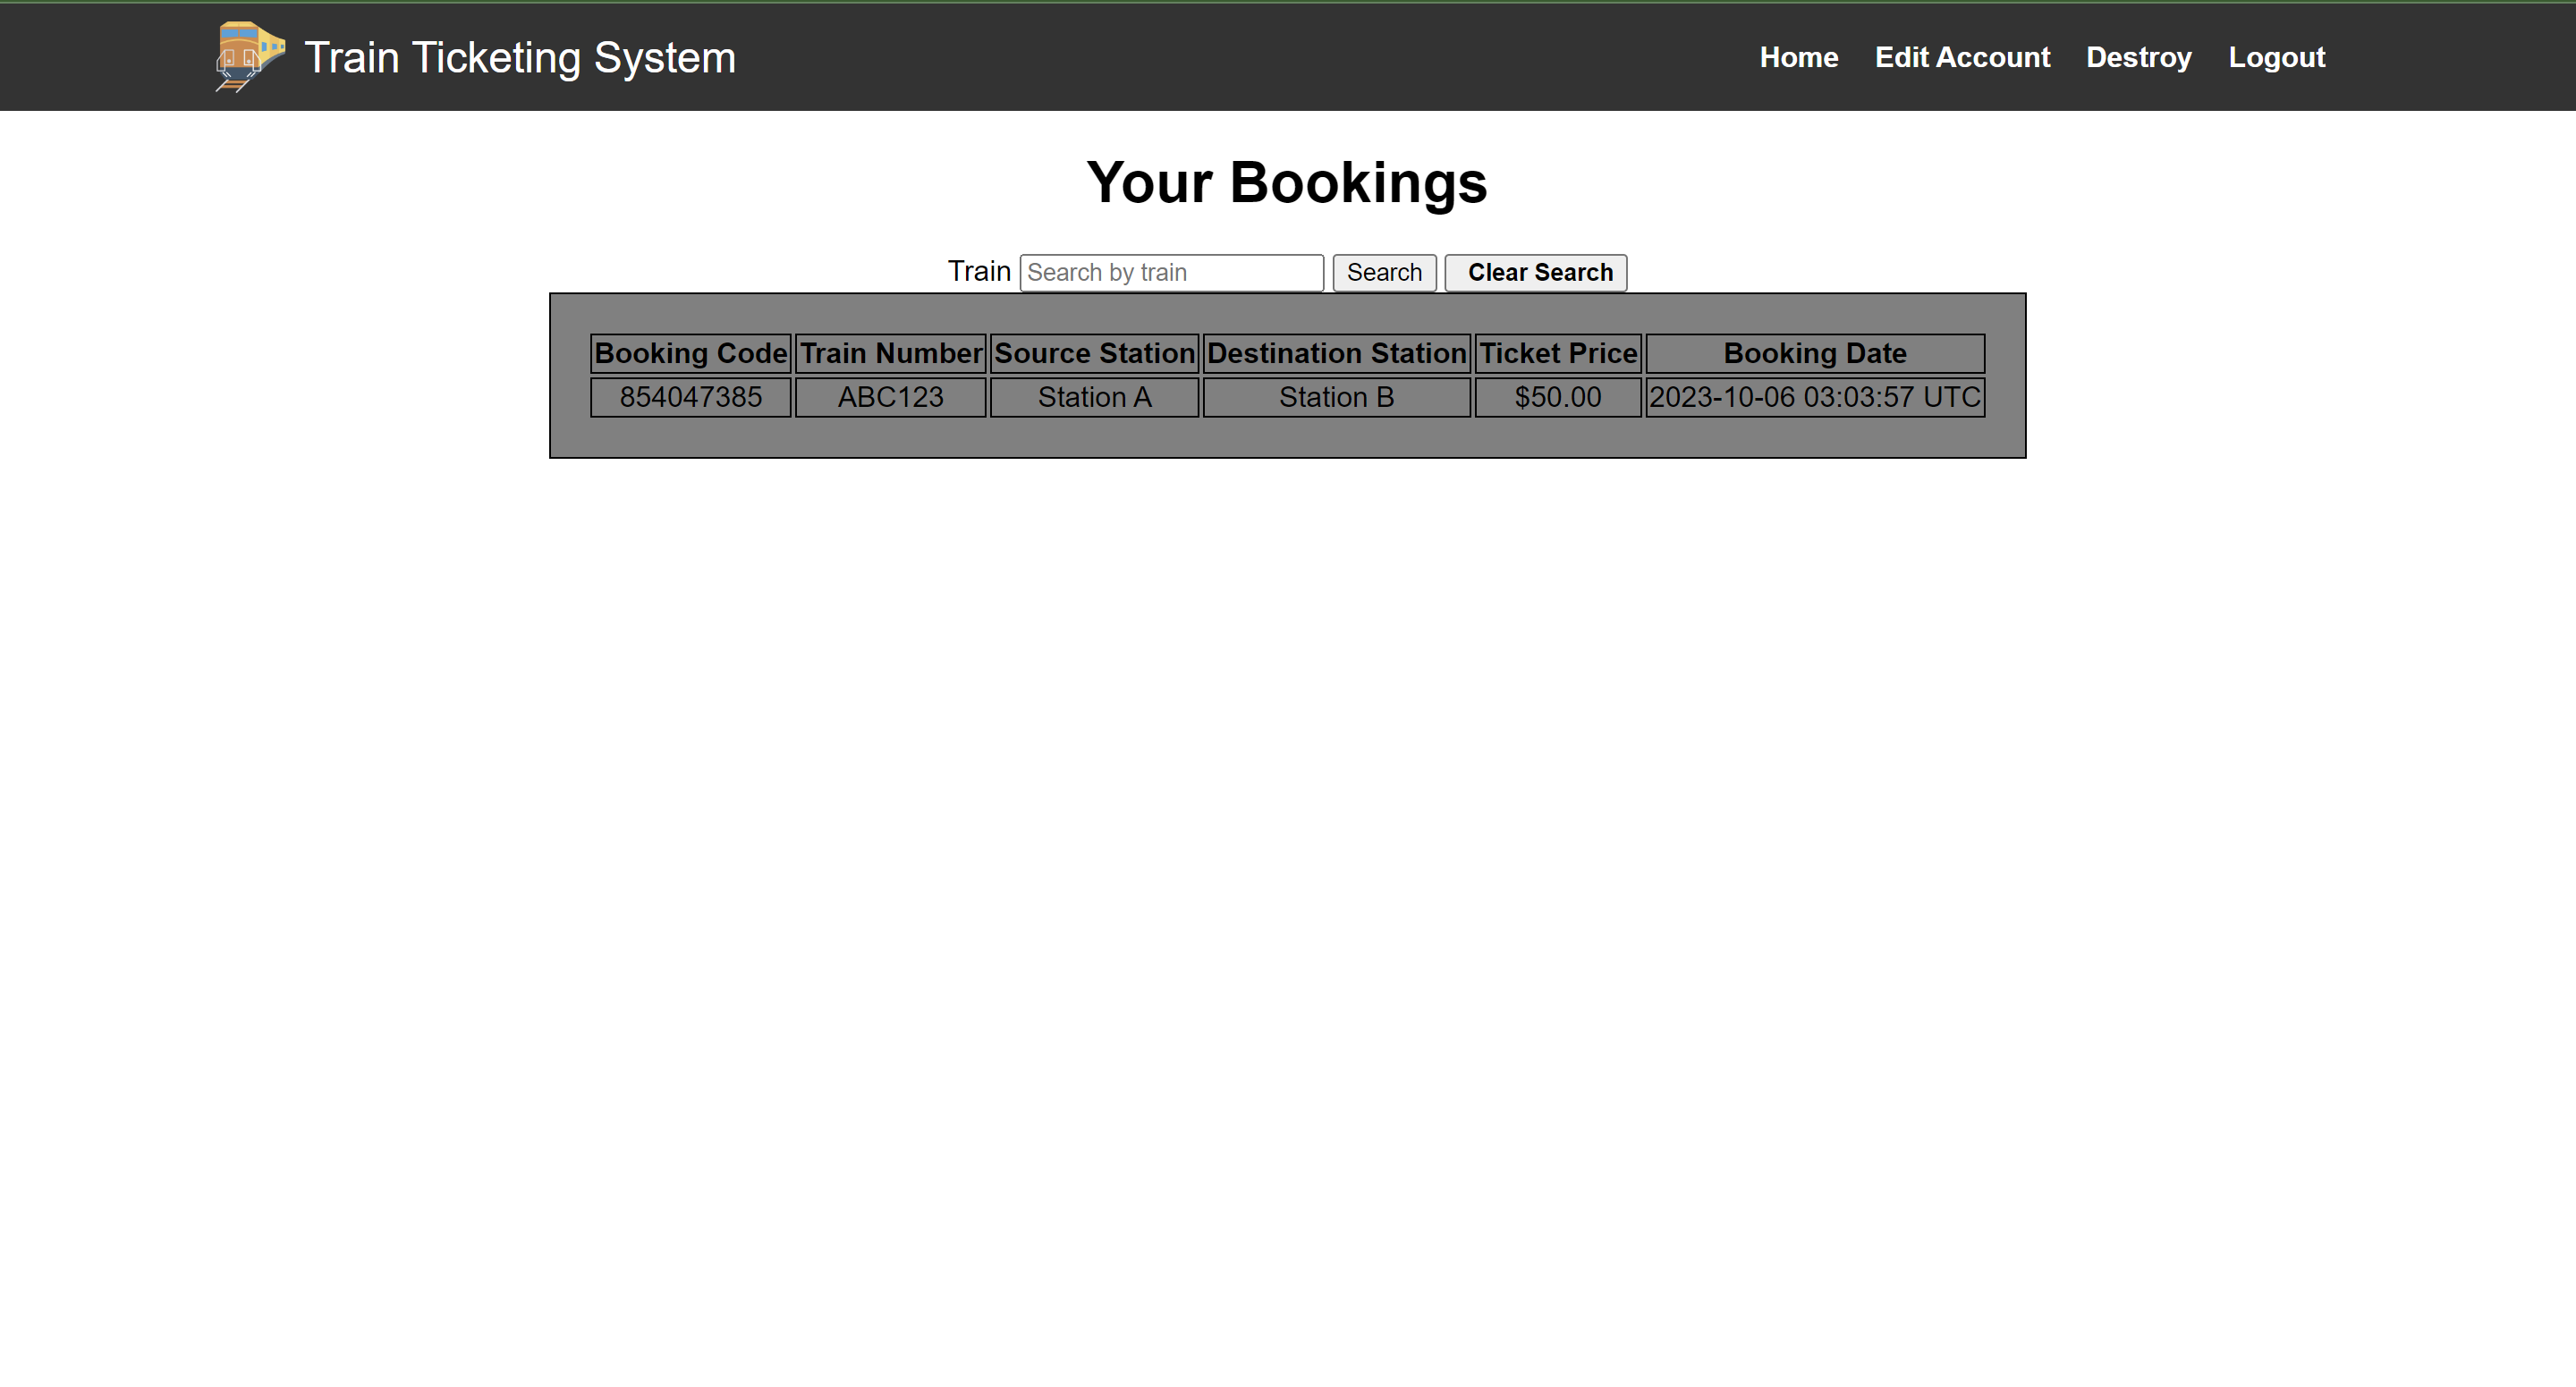 Train Ticketing System Home Edit Account Destroy Logout
Your Bookings
Train Search by train Search Clear Search
Booking Code Train Number Source Station Destination Station Ticket Price Booking Date
854047385 ABC123 Station A Station B $50.00 2023-10-06 03:03:57 UTC